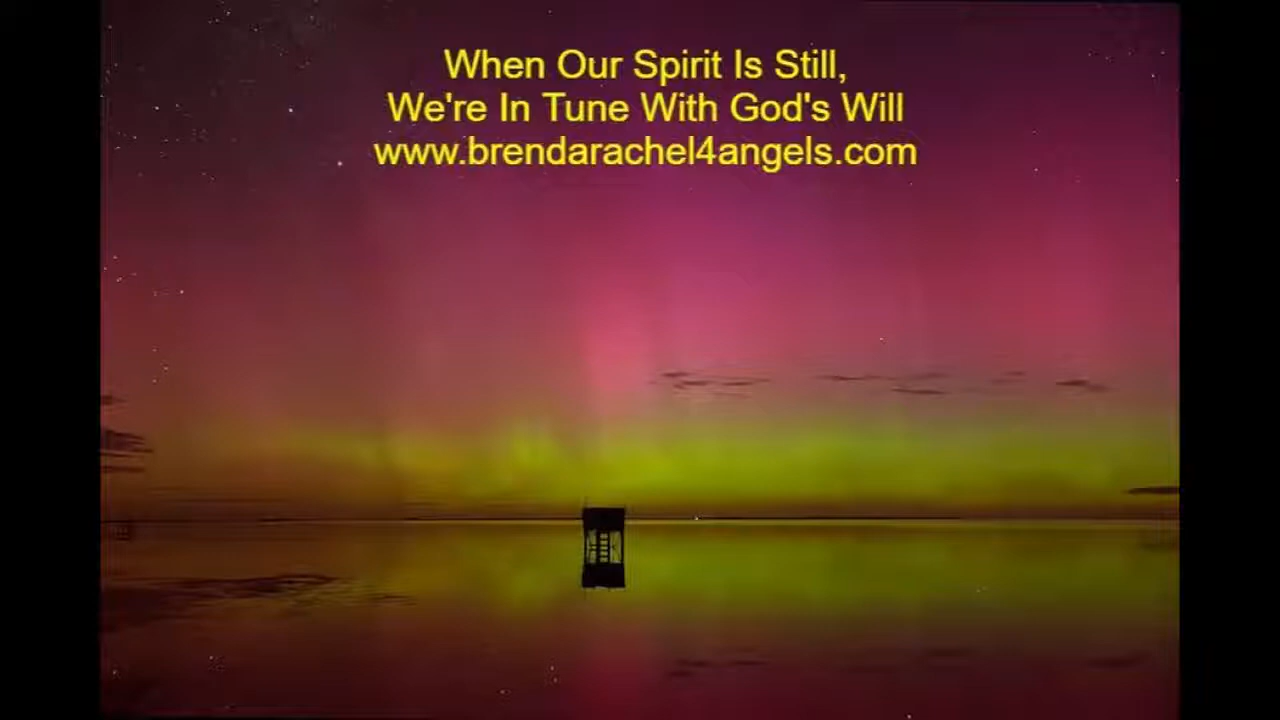 When Our Spirit Is Still,
We're In Tune With God's Will
www.brendarachel4angels.com